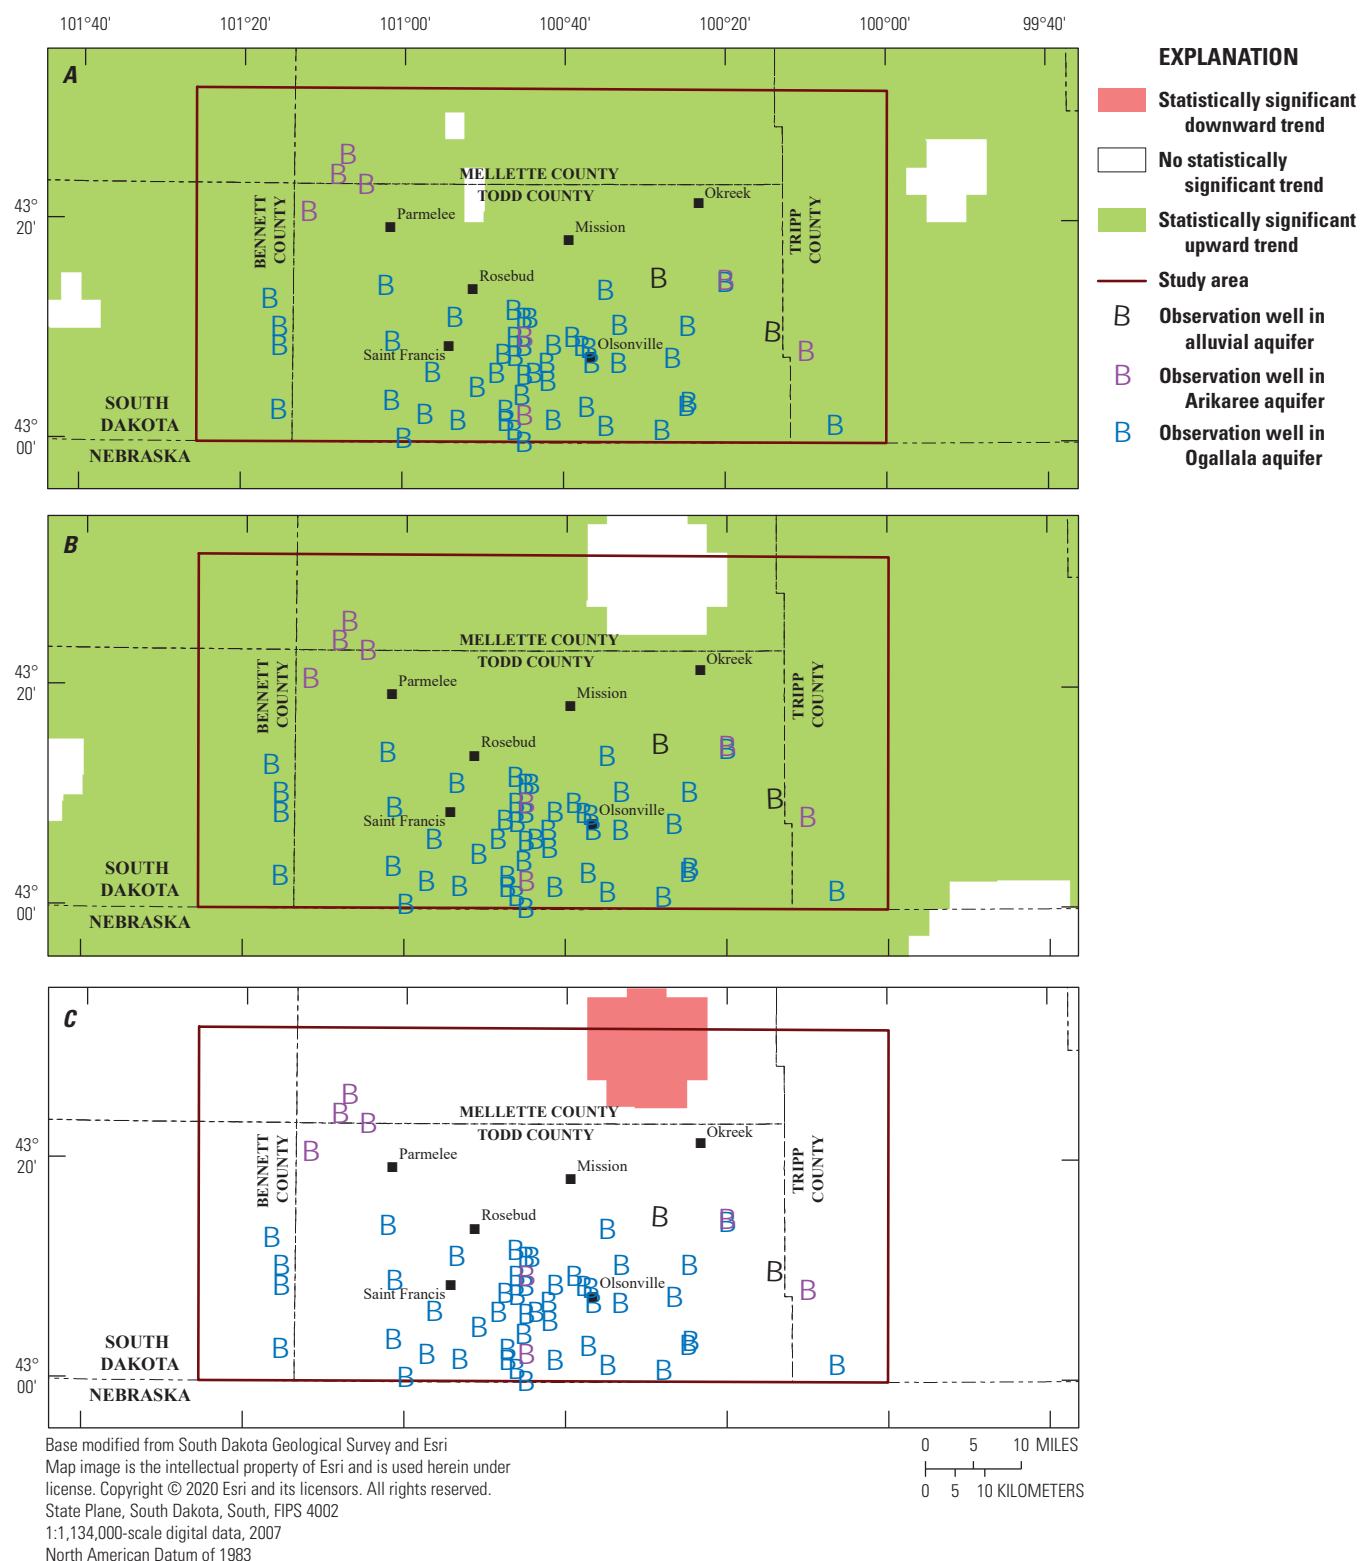 101°40' 101°20' 101°00' 100°40' 100°20' 100°00' 99°40'
A
MELLETTE COUNTY
TODD COUNTY
BENNETT
COUNTY
TRIPP
COUNTY
Okreek
Parmelee
Mission
Rosebud
Saint Francis
Olsonville
SOUTH
DAKOTA
NEBRASKA
43°
20'
43°
00'
EXPLANATION
Statistically significant
downward trend
No statistically
significant trend
Statistically significant
upward trend
Study area
B Observation well in
alluvial aquifer
B Observation well in
Arikaree aquifer
B Observation well in
Ogallala aquifer
B
MELLETTE COUNTY
TODD COUNTY
BENNETT
COUNTY
TRIPP
COUNTY
Okreek
Parmelee
Mission
Rosebud
Saint Francis
Olsonville
SOUTH
DAKOTA
NEBRASKA
43°
20'
43°
00'
C
MELLETTE COUNTY
TODD COUNTY
BENNETT
COUNTY
TRIPP
COUNTY
Okreek
Parmelee
Mission
Rosebud
Saint Francis
Olsonville
SOUTH
DAKOTA
NEBRASKA
43°
20'
43°
00'
Base modified from South Dakota Geological Survey and Esri
Map image is the intellectual property of Esri and is used herein under
license. Copyright © 2020 Esri and its licensors. All rights reserved.
State Plane, South Dakota, South, FIPS 4002
1:1,134,000-scale digital data, 2007
North American Datum of 1983
0 5 10 MILES
0 5 10 KILOMETERS